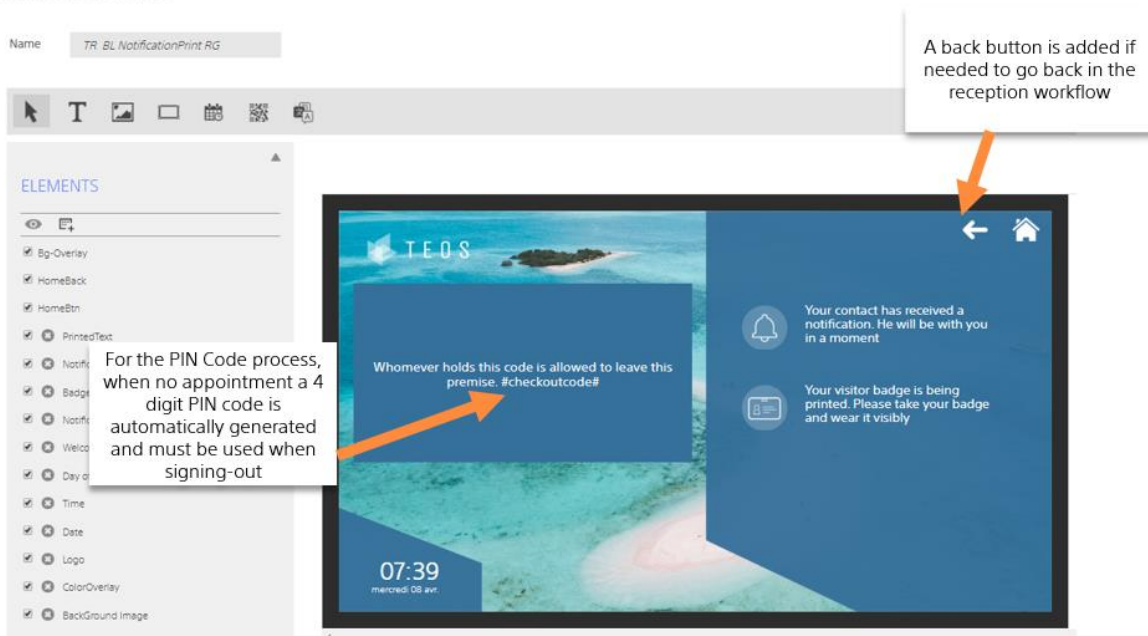 Name
TR BL NotificationPrint RG
A back button is added if
needed to go back in the
reception workflow
ELEMENTS
Bg-Overlay
HomeBack
HomeBtn
PrintedText
For the PIN Code process,
when no appointment a 4
digit PIN code is
automatically generated
and must be used when
signing-out
Time
Date
Logo
ColorOverlay
BackGround Image
TEOS
Whomever holds this code is allowed to leave this
premise. #checkoutcode#
07:39
mercredi 08 avr.
Your contact has received a
notification. He will be with you
in a moment
Your visitor badge is being
printed. Please take your badge
and wear it visibly